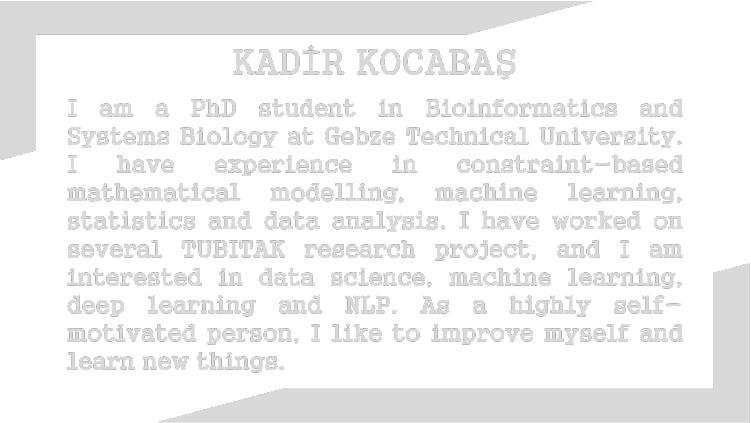 KADİR KOCABAŞ
I am a PhD student in Bioinformatics and
Systems Biology at Gebze Technical University.
I have experience in constraint-based
mathematical modelling, machine learning,
statistics and data analysis. I have worked on
several TUBITAK research project, and I am
interested in data science, machine learning,
deep learning and NLP. As a highly self-
motivated person, I like to improve myself and
learn new things.